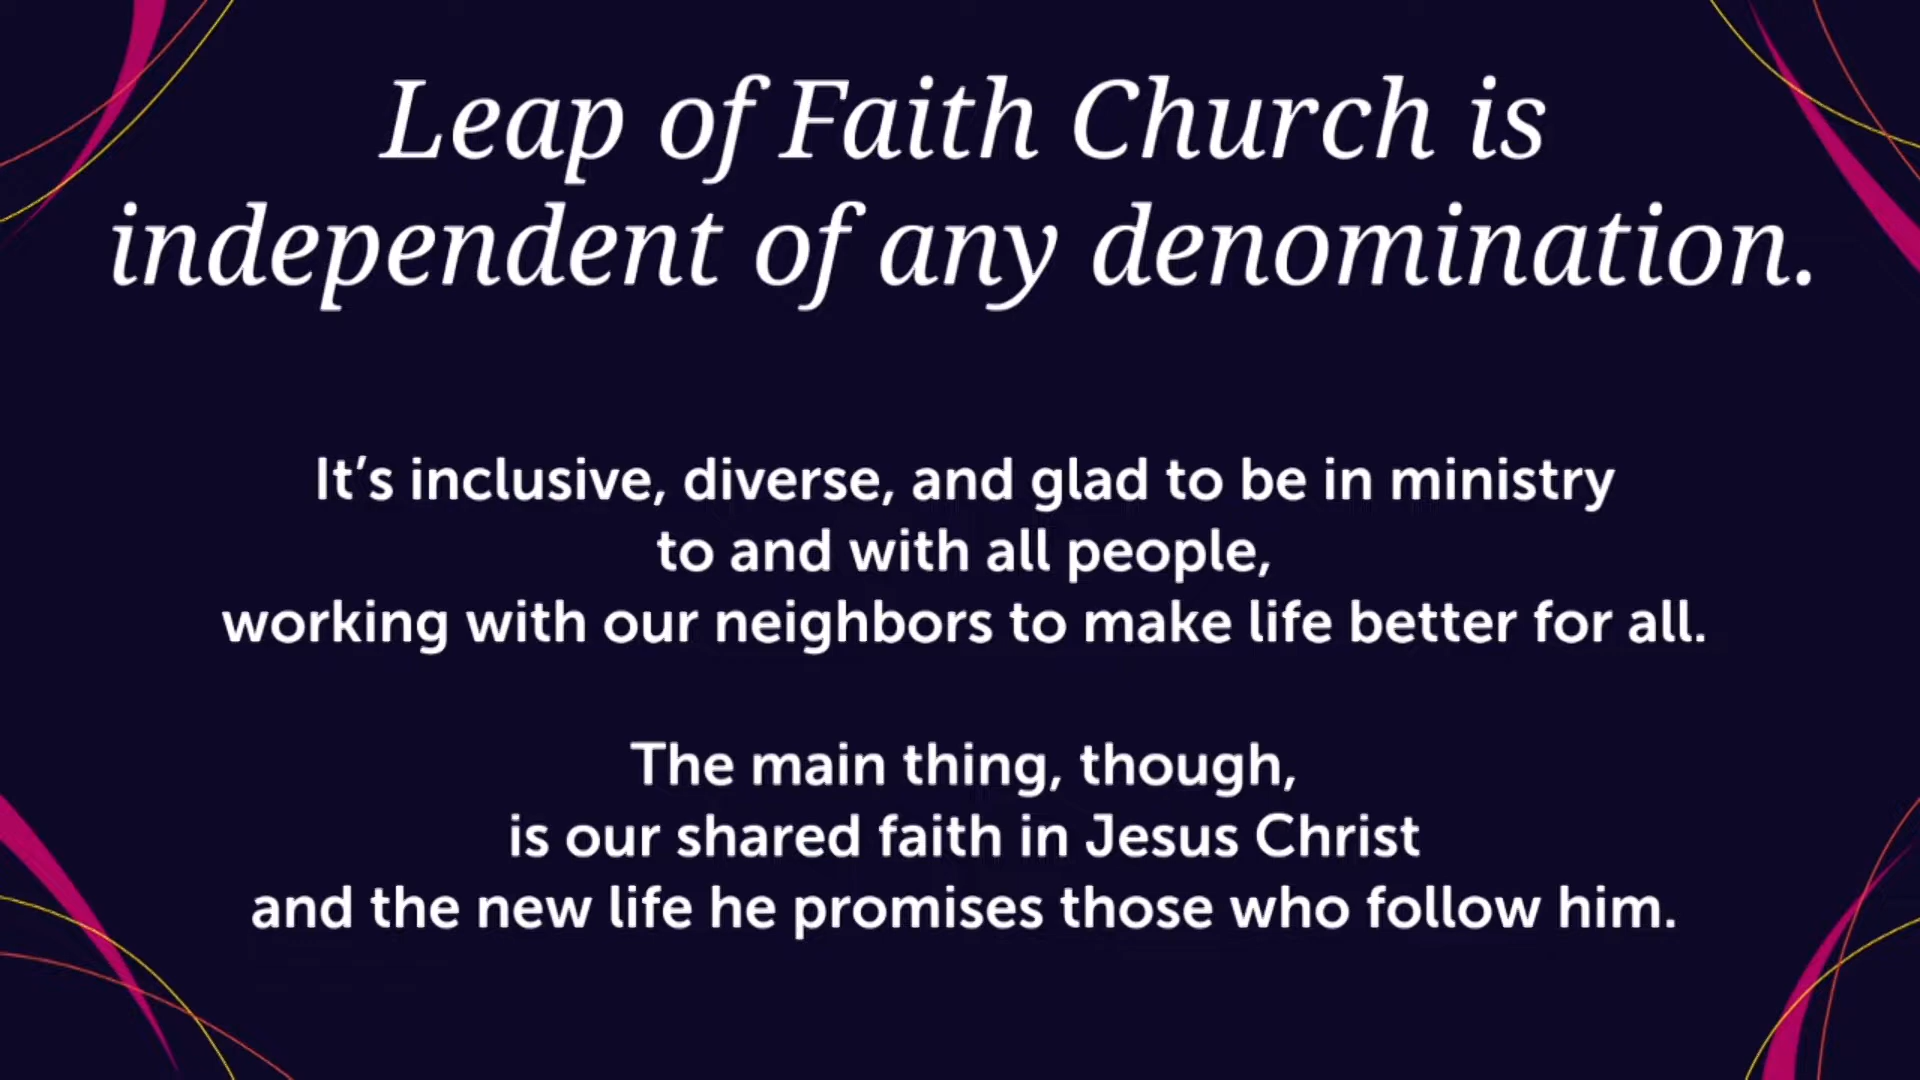 Leap of Faith Church is
independent of any denomination.
It’s inclusive, diverse, and glad to be in ministry
to and with all people,
working with our neighbors to make life better for all.
The main thing, though,
is our shared faith in Jesus Christ
and the new life he promises those who follow him.